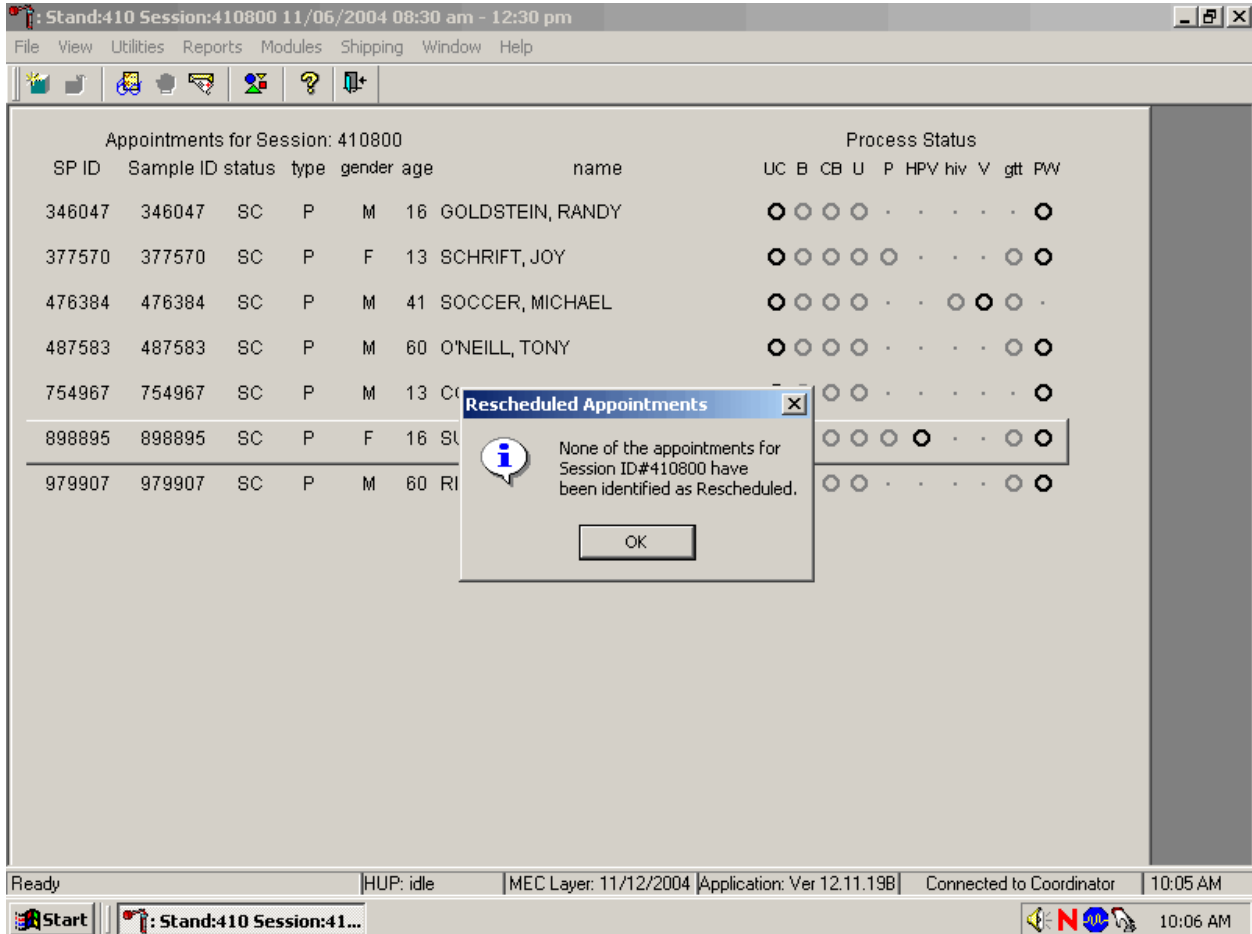 : Stand:410 Session:410800 11/06/2004 08:30 am - 12:30 pm
File View Utilities Reports Modules Shipping Window Help
Appointments for Session: 410800 Process Status
SP ID Sample ID status type gender age name UC B CB U P HPV hiv V gtt PW
346047 346047 SC P M 16 GOLDSTEIN, RANDY
377570 377570 SC P F 13 SCHRIFT, JOY
476384 476384 SC P M 41 SOCCER, MICHAEL
487583 487583 SC P M 60 O'NEILL, TONY
754967 754967 SC P M 13
Rescheduled Appointments
898895 898895 SC P F 16
None of the appointments for
Session ID#410800 have
been identified as Rescheduled.
979907 979907 SC P M 60 RI
OK
Ready HUP: idle MEC Layer: 11/12/2004 Application: Ver 12.11.19B Connected to Coordinator 10:05 AM
Start : Stand:410 Session:41... N 10:06 AM